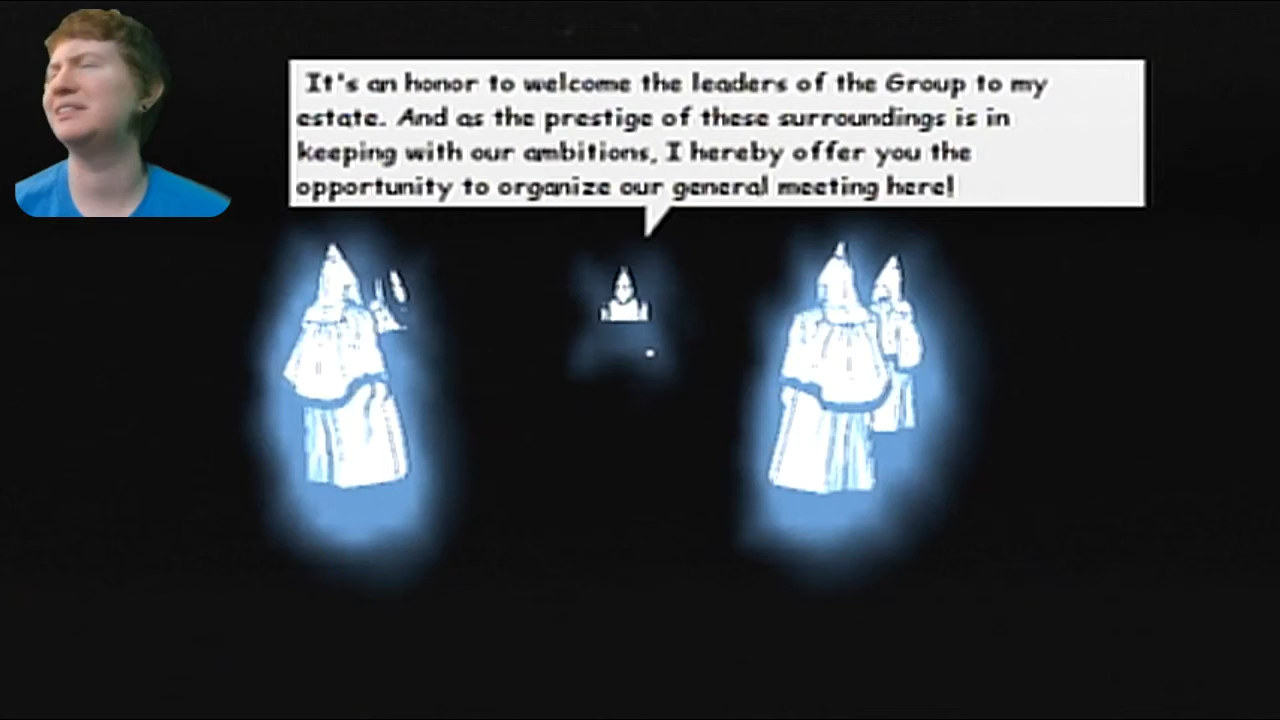 It's an honor to welcome the leaders of the Group to my
estate. And as the prestige of these surroundings is in
keeping with our ambitions, I hereby offer you the
opportunity to organize our general meeting here!